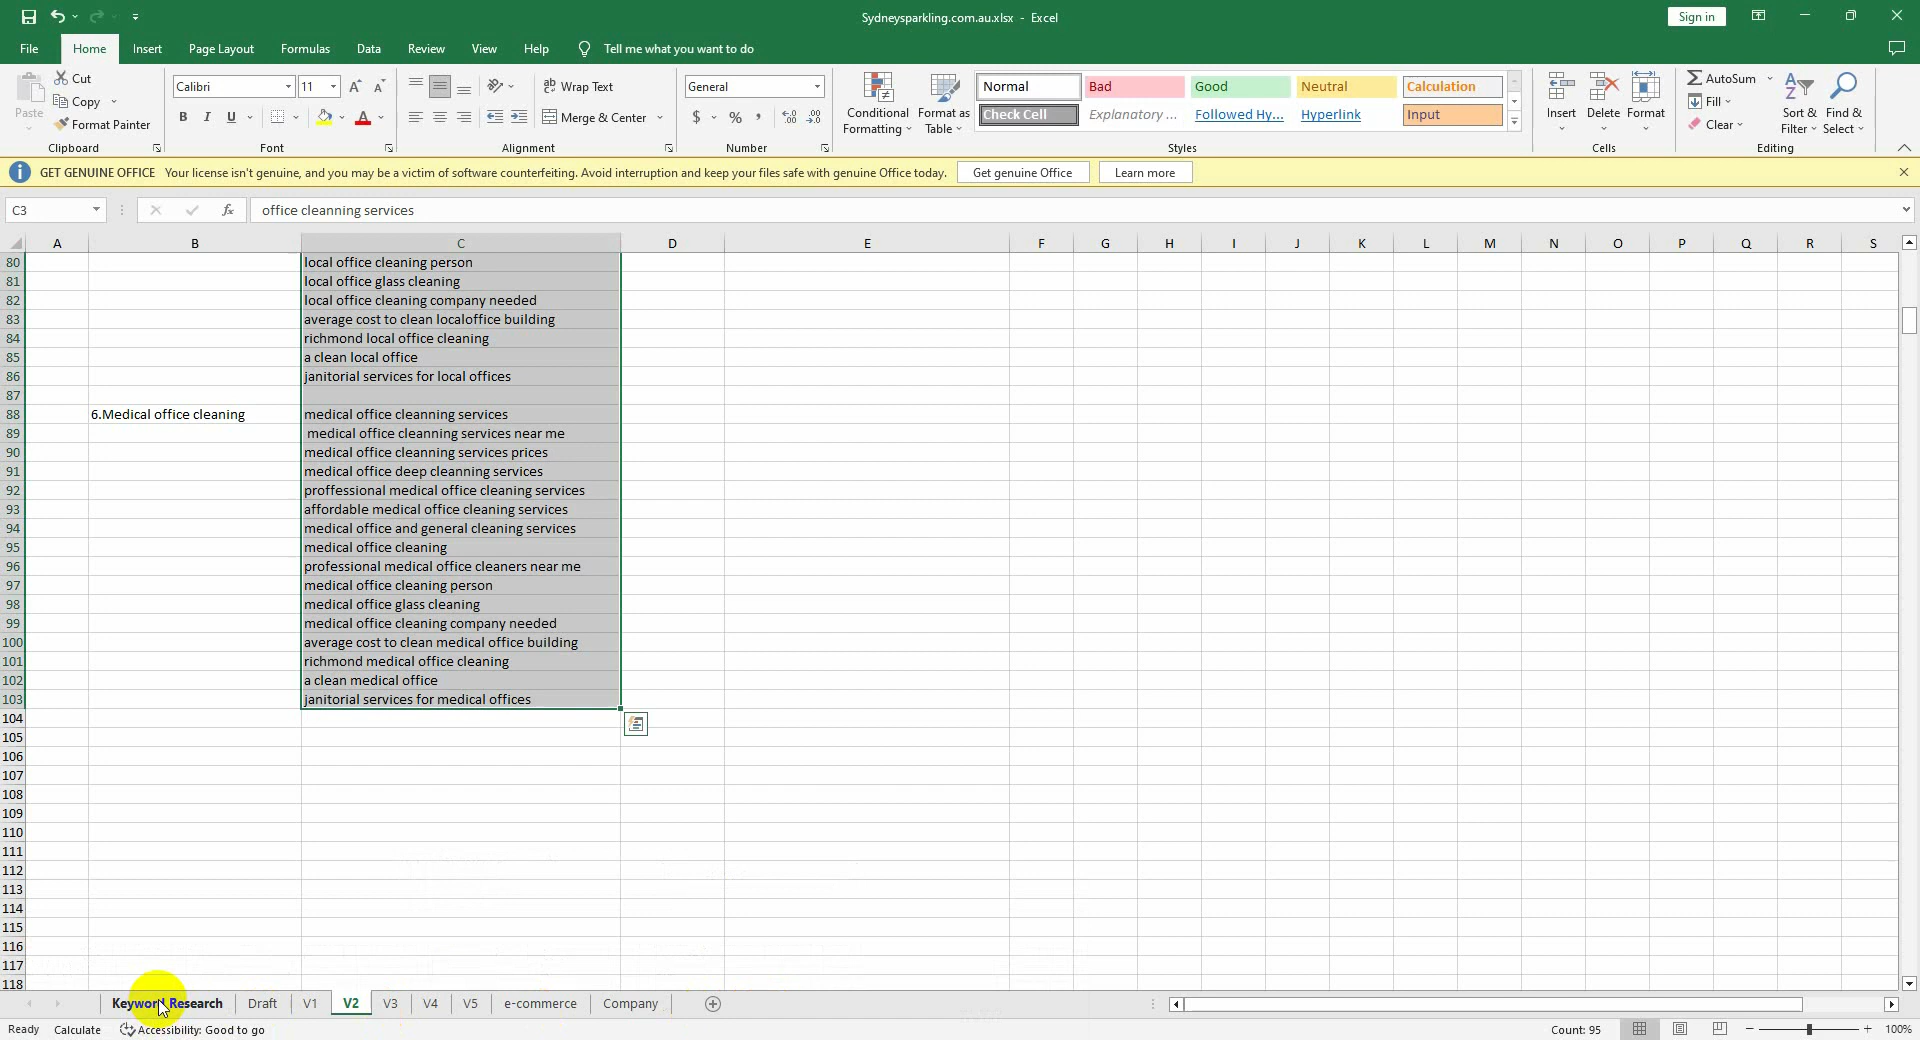 Sydneysparkling.com.au.xlsx - Excel
Sign in
File Home Insert Page Layout Formulas Data Review View Help Tell me what you want to do
Paste
Cut
Copy
Format Painter
Clipboard
Calibri 11
B I U
Font
Wrap Text
Merge & Center
Alignment
General
$ % ,
Number
Conditional Formatting
Format as Table
Normal Bad Good Neutral Calculation
Check Cell Explanatory ... Followed Hy... Hyperlink Input
Styles
Insert Delete Format
Cells
AutoSum
Fill
Clear
Sort & Filter
Find & Select
Editing
GET GENUINE OFFICE Your license isn't genuine, and you may be a victim of software counterfeiting. Avoid interruption and keep your files safe with genuine Office today. Get genuine Office Learn more
C3 fx office cleanning services
A B C D E F G H I J K L M N O P Q R S
80 local office cleaning person
81 local office glass cleaning
82 local office cleaning company needed
83 average cost to clean localoffice building
84 richmond local office cleaning
85 a clean local office
86 janitorial services for local offices
87
88 6.Medical office cleaning medical office cleanning services
89 medical office cleanning services near me
90 medical office cleanning services prices
91 medical office deep cleanning services
92 proffessional medical office cleaning services
93 affordable medical office cleaning services
94 medical office and general cleaning services
95 medical office cleaning
96 professional medical office cleaners near me
97 medical office cleaning person
98 medical office glass cleaning
99 medical office cleaning company needed
100 average cost to clean medical office building
101 richmond medical office cleaning
102 a clean medical office
103 janitorial services for medical offices
104
105
106
107
108
109
110
111
112
113
114
115
116
117
118
Keyword Research Draft V1 V2 V3 V4 V5 e-commerce Company
Ready Calculate Accessibility: Good to go Count: 95 100%